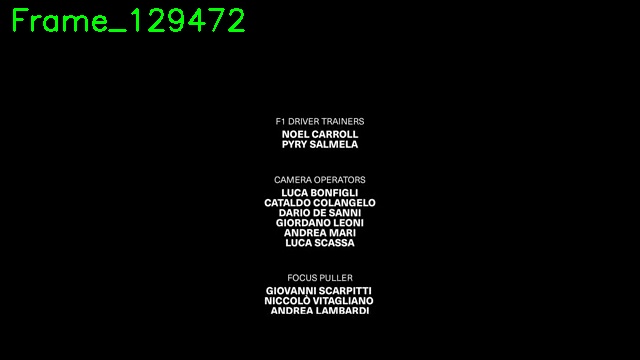 Frame_129472
F1 DRIVER TRAINERS
NOEL CARROLL
PYRY SALMELA
CAMERA OPERATORS
LUCA BONFIGLI
CATALDO COLANGELO
DARIO DE SANNI
GIORDANO LEONI
ANDREA MARI
LUCA SCASSA
FOCUS PULLER
GIOVANNI SCARPITTI
NICCOLÒ VITAGLIANO
ANDREA LAMBARDI